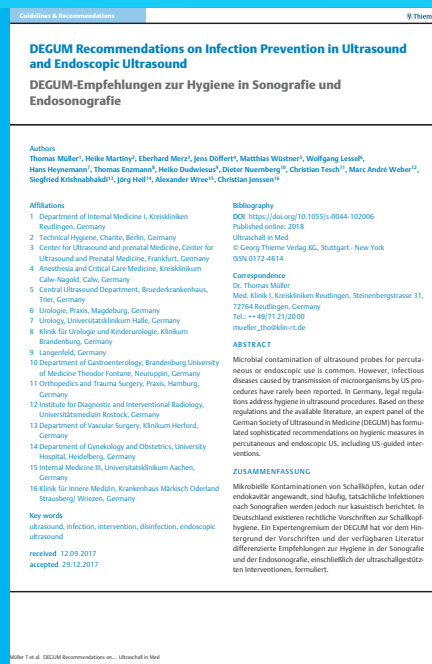 Guidelines & Recommendations
Thieme
DEGUM Recommendations on Infection Prevention in Ultrasound
and Endoscopic Ultrasound
DEGUM-Empfehlungen zur Hygiene in Sonografie und
Endosonografie
Authors
Thomas Müller1, Heike Martiny2, Eberhard Merz3, Jens Döffert4, Matthias Wüstner5, Wolfgang Lessel6,
Hans Heynemann7, Thomas Enzmann8, Heiko Dudwiesus9, Dieter Nuernberg10, Christian Tesch11, Marc André Weber12,
Siegfried Krishnabhakdi13, Jörg Heil14, Alexander Wree15, Christian Jenssen16
Affiliations
1 Department of Internal Medicine I, Kreiskliniken
Reutlingen, Germany
2 Technical Hygiene, Charite, Berlin, Germany
3 Center for Ultrasound and prenatal Medicine, Center for
Ultrasound and Prenatal Medicine, Frankfurt, Germany
4 Anestesia and Critical Care Medicine, Kreisklinikum
Calw-Nagold, Calw, Germany
5 Central Ultrasound Department, Bruederkrankenhaus,
Trier, Germany
6 Urologie, Praxis, Magdeburg, Germany
7 Urology, Universitätsklinikum Halle, Germany
8 Klinik für Urologie und Kinderurologie, Klinikum
Brandenburg, Germany
9 Langenfeld, Germany
10 Department of Gastroenterology, Brandenburg University
of Medicine Theodor Fontane, Neuruppin, Germany
11 Orthopedics and Trauma Surgery, Praxis, Hamburg,
Germany
12 Institute for Diagnostic and Interventional Radiology,
Universitätsmedizin Rostock, Germany
13 Department of Vascular Surgery, Klinikum Herford,
Germany
14 Department of Gynekology and Obstetrics, University
Hospital, Heidelberg, Germany
15 Internal Medicine III, Universitatsklinikum Aachen,
Germany
16 Klinik für Innere Medizin, Krankenhaus Märkisch Oderland
Strausberg/ Wriezen, Germany
Key words
ultrasound, infection, intervention, disinfection, endoscopic
ultrasound
received 12.09.2017
accepted 29.12.2017
Bibliography
DOI https://doi.org/10.1055/s-0044-102006
Published online: 2018
Ultraschall in Med
© Georg Thieme Verlag KG, Stuttgart · New York
ISSN 0172-4614
Correspondence
Dr. Thomas Müller
Med. Klinik I, Kreiskliniken Reutlingen, Steinenbergstrasse 31,
72764 Reutlingen, Germany
Tel.: ++ 49/71 21/20 00
mueller_tho@klin-rt.de
ABSTRACT
Microbial contamination of ultrasound probes for percuta-
neous or endoscopic use is common. However, infectious
diseases caused by transmission of microorganisms by US pro-
cedures have rarely been reported. In Germany, legal regula-
tions address hygiene in ultrasound procedures. Based on these
regulations and the available literature, an expert panel of the
German Society of Ultrasound in Medicine (DEGUM) has formu-
lated sophisticated recommendations on hygienic measures in
percutaneous and endoscopic US, including US-guided inter-
ventions.
ZUSAMMENFASSUNG
Mikrobielle Kontaminationen von Schallköpfen, kutan oder
endokavitär angewandt, sind häufig, tatsächliche Infektionen
nach Sonografien werden jedoch nur kasuistisch berichtet. In
Deutschland existieren rechtliche Vorschriften zur Schallkopf-
hygiene. Ein Expertengremium der DEGUM hat vor dem Hin-
tergrund der Vorschriften und der verfügbaren Literatur
differenzierte Empfehlungen zur Hygiene in der Sonografie
und der Endosonografie, einschließlich der ultraschallgestütz-
ten Interventionen, formuliert.
Müller T et al. DEGUM Recommendations on… Ultraschall in Med